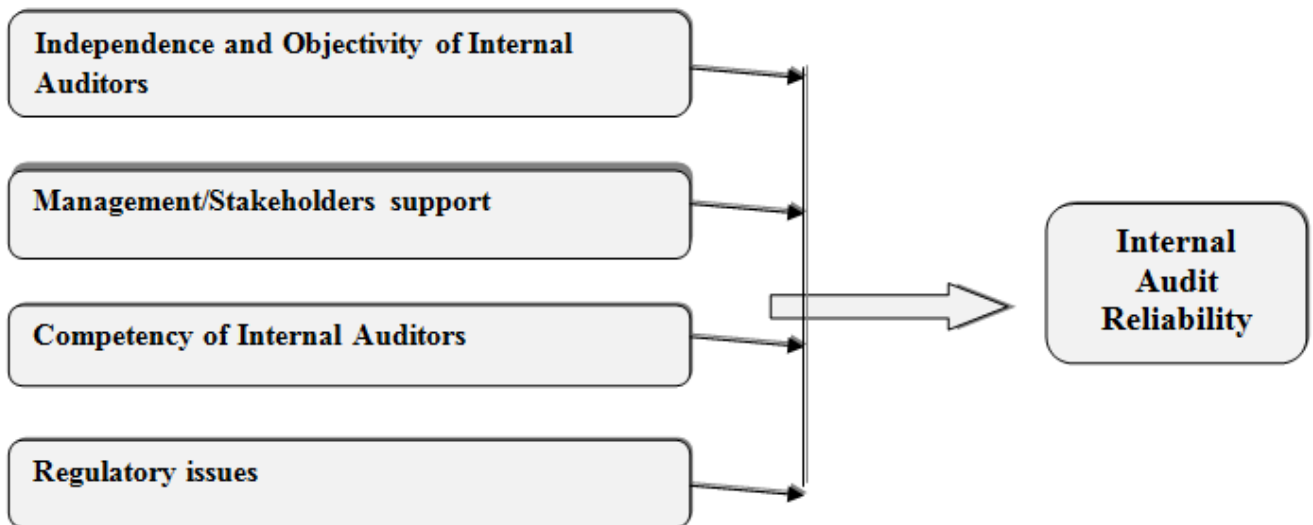 Independence and Objectivity of Internal
Auditors
Management/Stakeholders support
Competency of Internal Auditors
Regulatory issues
Internal
Audit
Reliability